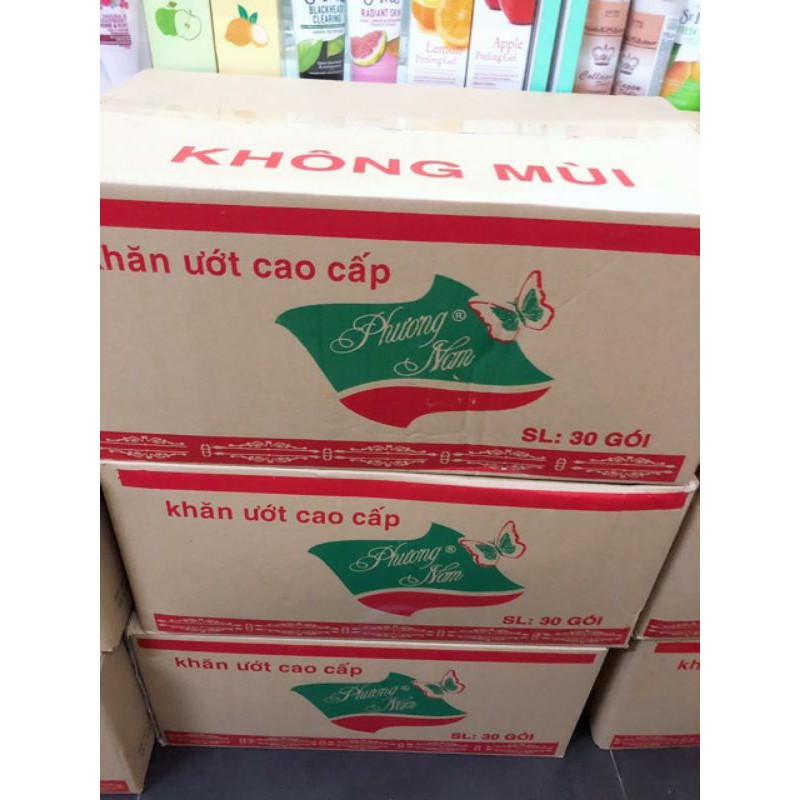 BLACKHEAD
CLEARING
RADIANT SKIN
Lemon
Peeling Gel
Apple
Peeling Gel
Collagen
KHÔNG MÙI
khăn ướt cao cấp
Phương ®
Nam
SL: 30 GÓI
khăn ướt cao cấp
Phương ®
Nam
SL: 30 GÓI
khăn ướt cao cấp
Phương ®
Nam
SL: 30 GÓI
kh